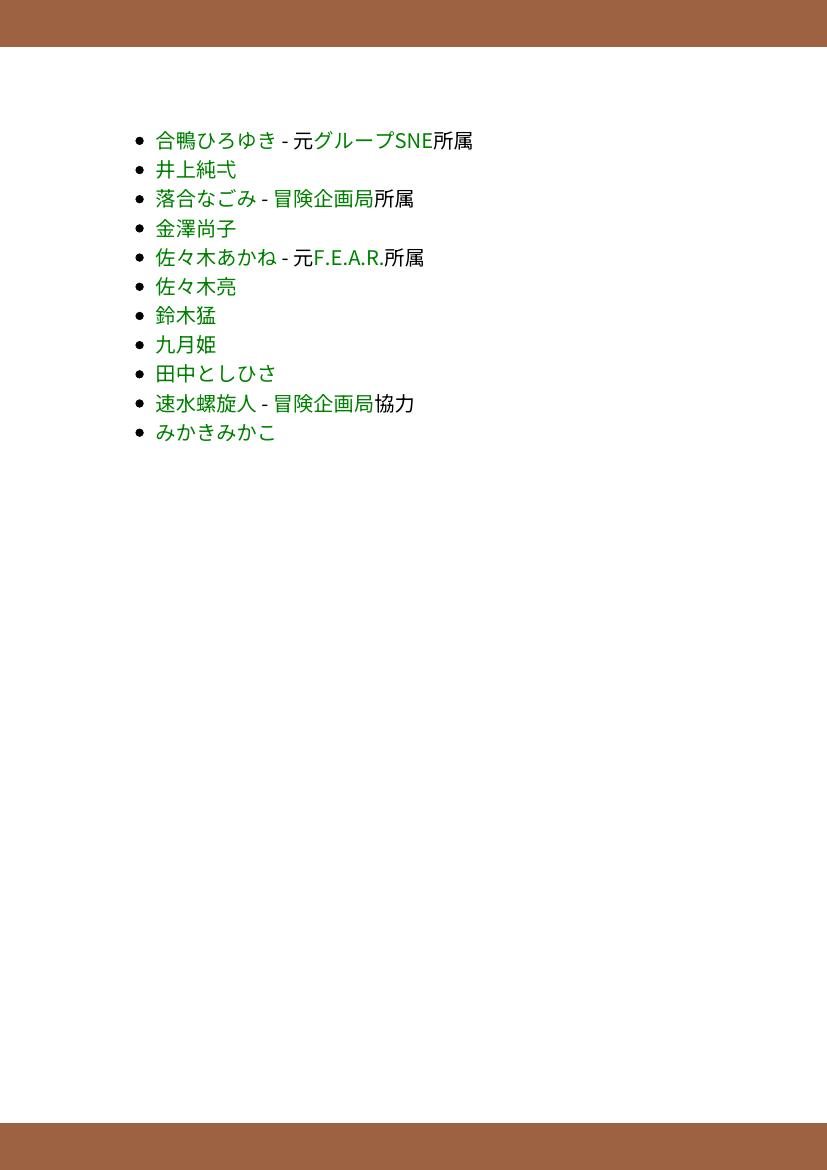 合鴨ひろゆき - 元グループSNE所属
井上純弌
落合なごみ - 冒険企画局所属
金澤尚子
佐々木あかね - 元F.E.A.R.所属
佐々木亮
鈴木猛
九月姫
田中としひさ
速水螺旋人 - 冒険企画局協力
みかきみかこ